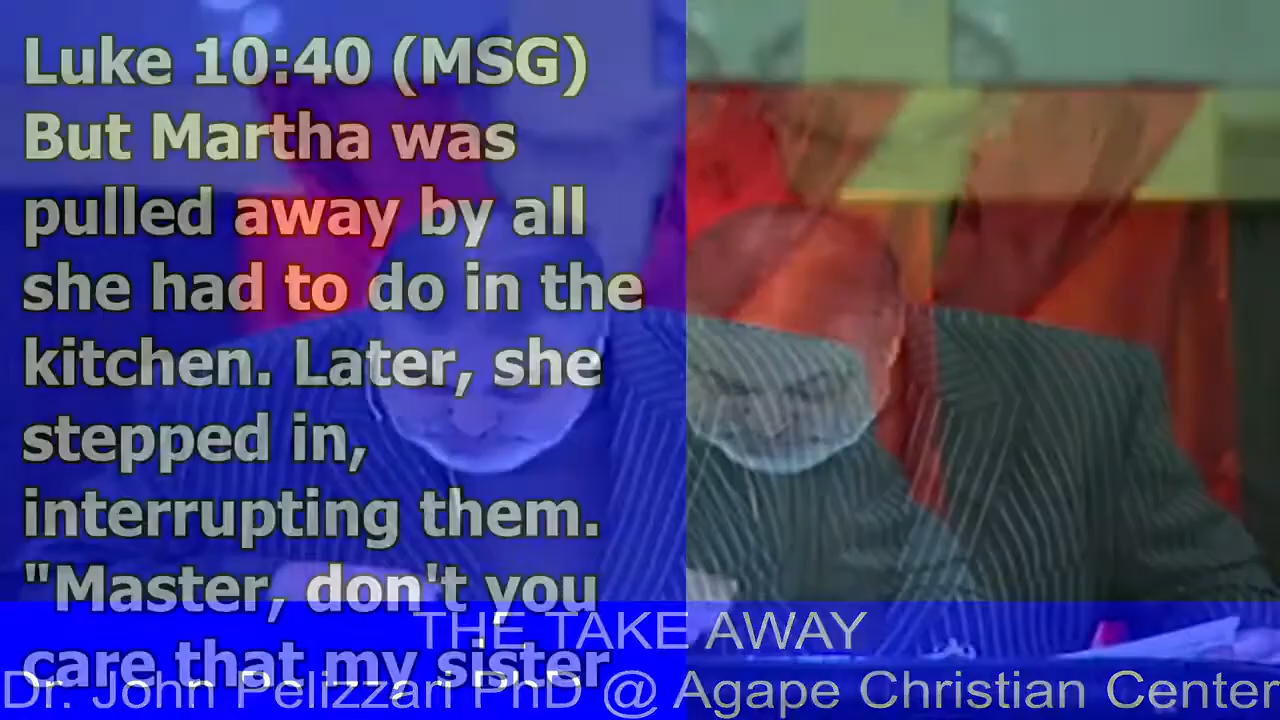 Luke 10:40 (MSG)
But Martha was
pulled away by all
she had to do in the
kitchen. Later, she
stepped in,
interrupting them.
"Master, don't you
care that my sister
THE TAKE AWAY
Dr. John Pelizzari PhD @ Agape Christian Center